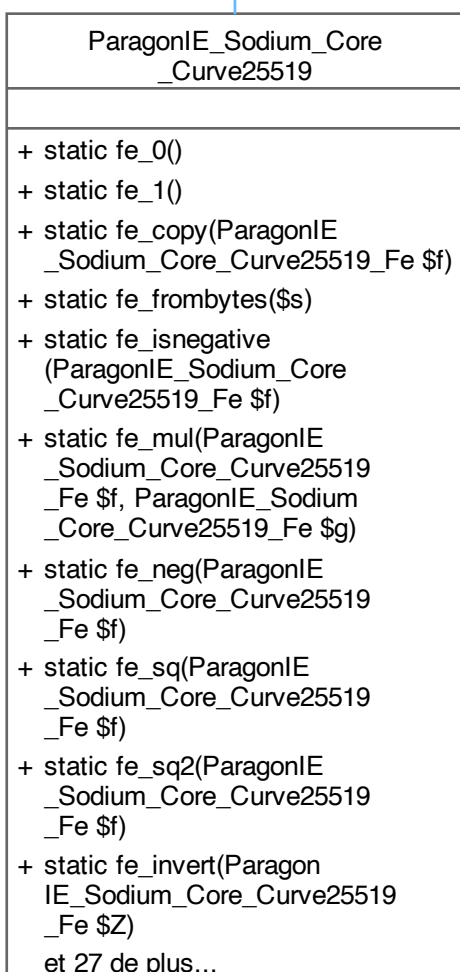 ParagonIE_Sodium_Core
_Curve25519
+ static fe_0()
+ static fe_1()
+ static fe_copy(ParagonIE
_Sodium_Core_Curve25519_Fe $f)
+ static fe_frombytes($s)
+ static fe_isnegative
(ParagonIE_Sodium_Core
_Curve25519_Fe $f)
+ static fe_mul(ParagonIE
_Sodium_Core_Curve25519
_Fe $f, ParagonIE_Sodium
_Core_Curve25519_Fe $g)
+ static fe_neg(ParagonIE
_Sodium_Core_Curve25519
_Fe $f)
+ static fe_sq(ParagonIE
_Sodium_Core_Curve25519
_Fe $f)
+ static fe_sq2(ParagonIE
_Sodium_Core_Curve25519
_Fe $f)
+ static fe_invert(Paragon
IE_Sodium_Core_Curve25519
_Fe $Z)
et 27 de plus...